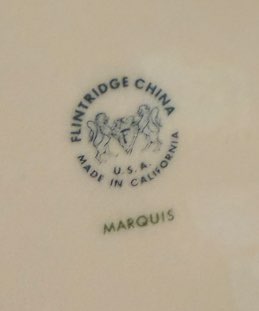 FLINTRIDGE CHINA
U.S.A.
MADE IN CALIFORNIA
MARQUIS